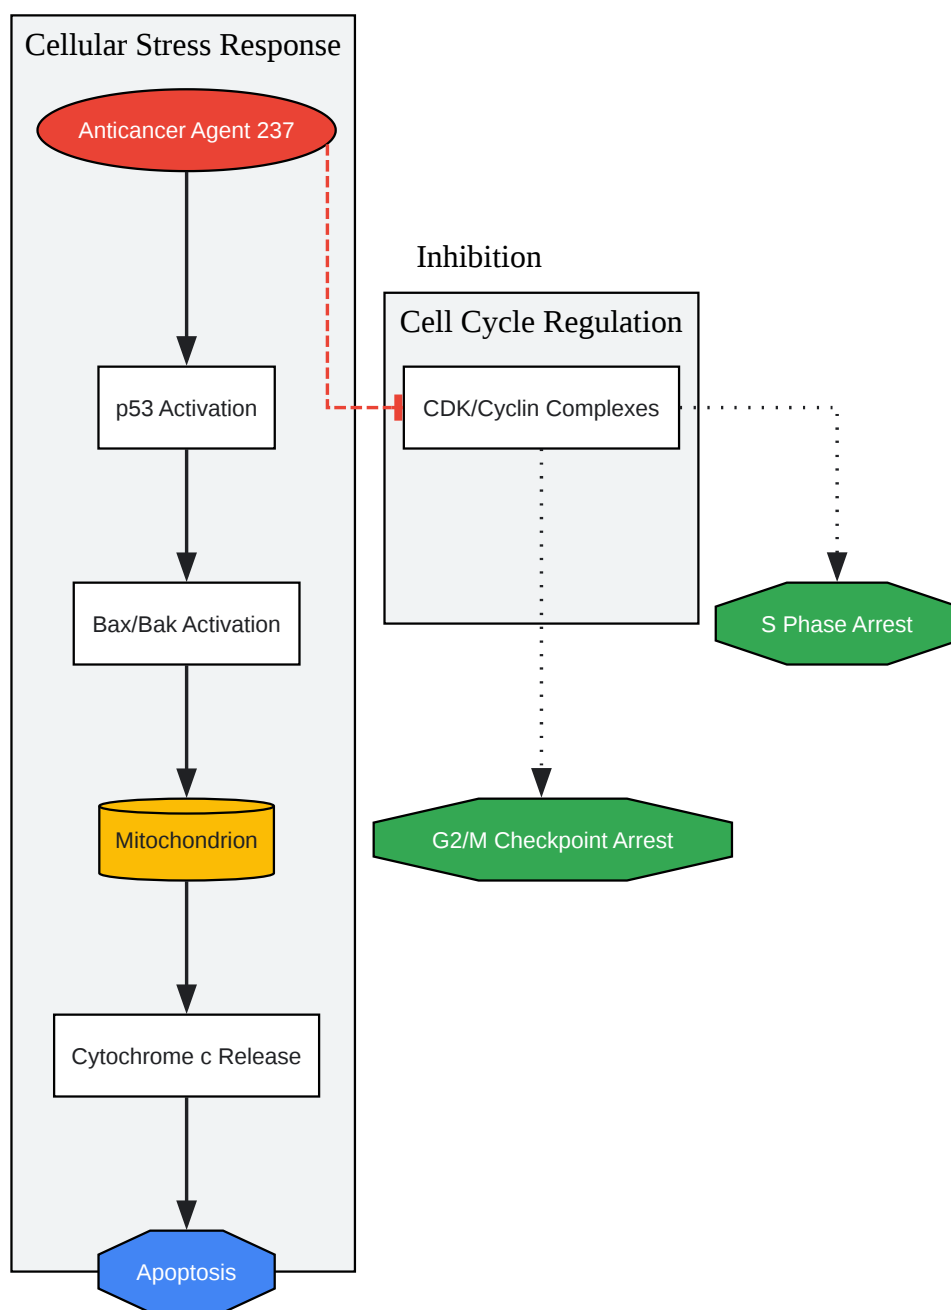 Cellular Stress Response
Anticancer Agent 237
Inhibition
Cell Cycle Regulation
p53 Activation
CDK/Cyclin Complexes
Bax/Bak Activation
S Phase Arrest
Mitochondrion
G2/M Checkpoint Arrest
Cytochrome c Release
Apoptosis